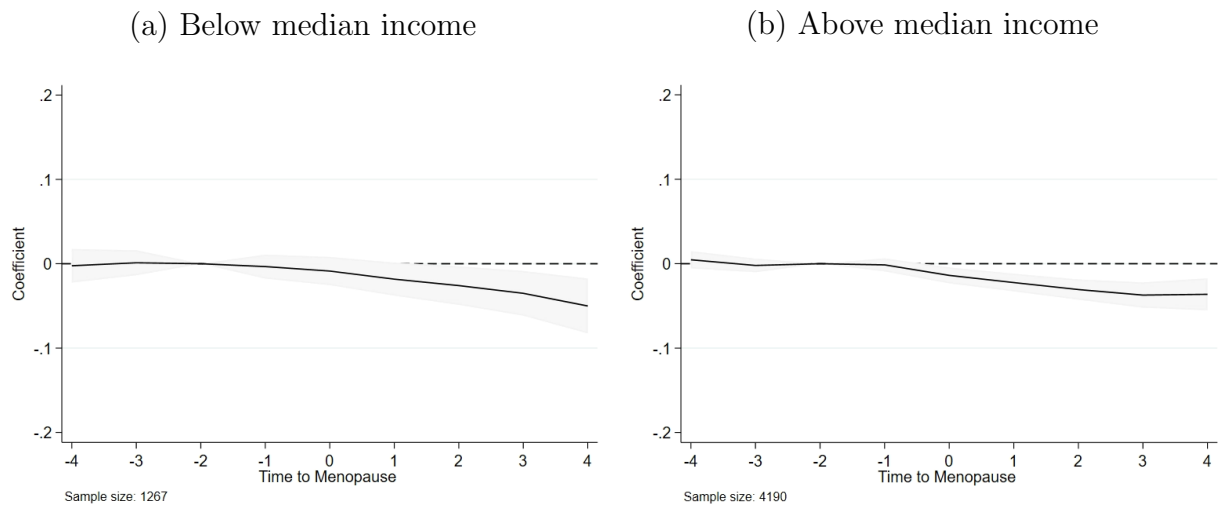 (a) Below median income
.2
.1
0
-.1
-.2
Coefficient
-4 -3 -2 -1 0 1 2 3 4
Time to Menopause
Sample size: 1267
(b) Above median income
.2
.1
0
-.1
-.2
Coefficient
-4 -3 -2 -1 0 1 2 3 4
Time to Menopause
Sample size: 4190